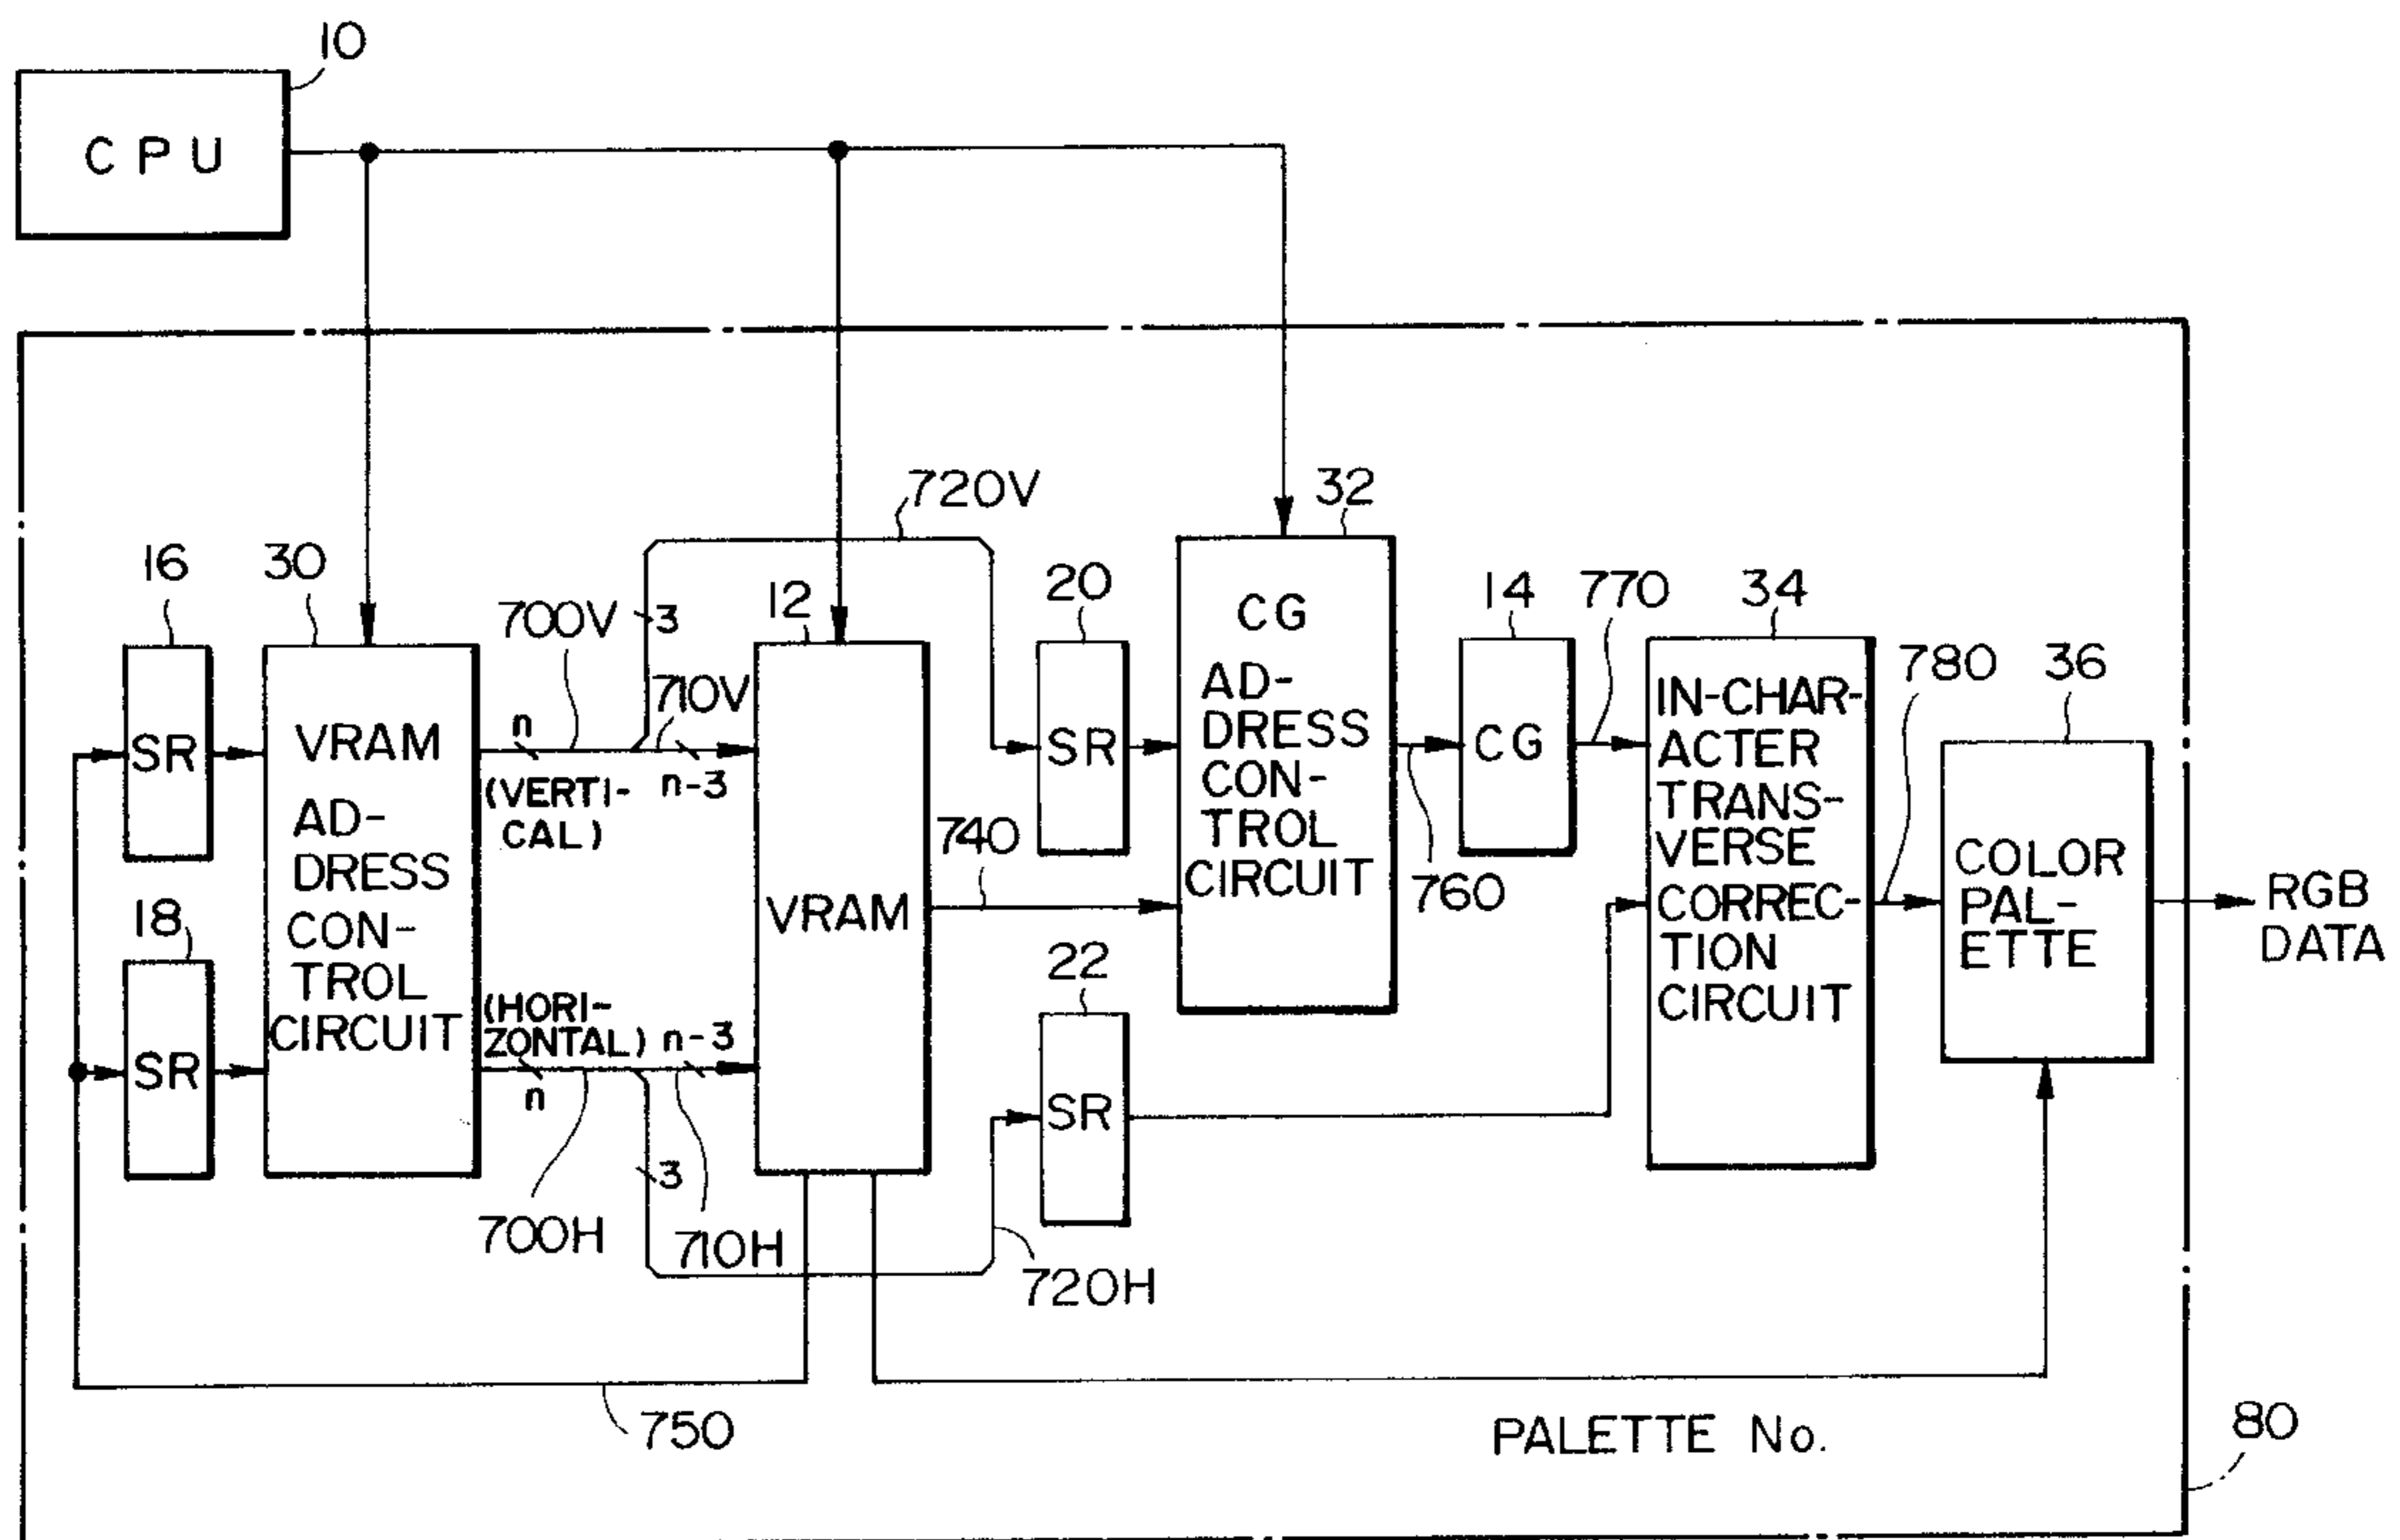 10
C P U
720V
32
16
30
700V
3
12
20
CG
14
770
34
710V
780
36
n
n-3
SR
VRAM
(VERTI-
CAL)
SR
AD-
DRESS
CON-
TROL
CIRCUIT
CG
IN-CHAR-
ACTER
TRANS-
VERSE
CORREC-
TION
CIRCUIT
740
760
AD-
DRESS
CON-
TROL
CIRCUIT
VRAM
COLOR
PAL-
ETTE
RGB
DATA
18
22
SR
(HORI-
ZONTAL)
n-3
n
SR
3
700H
710H
720H
750
PALETTE No.
80